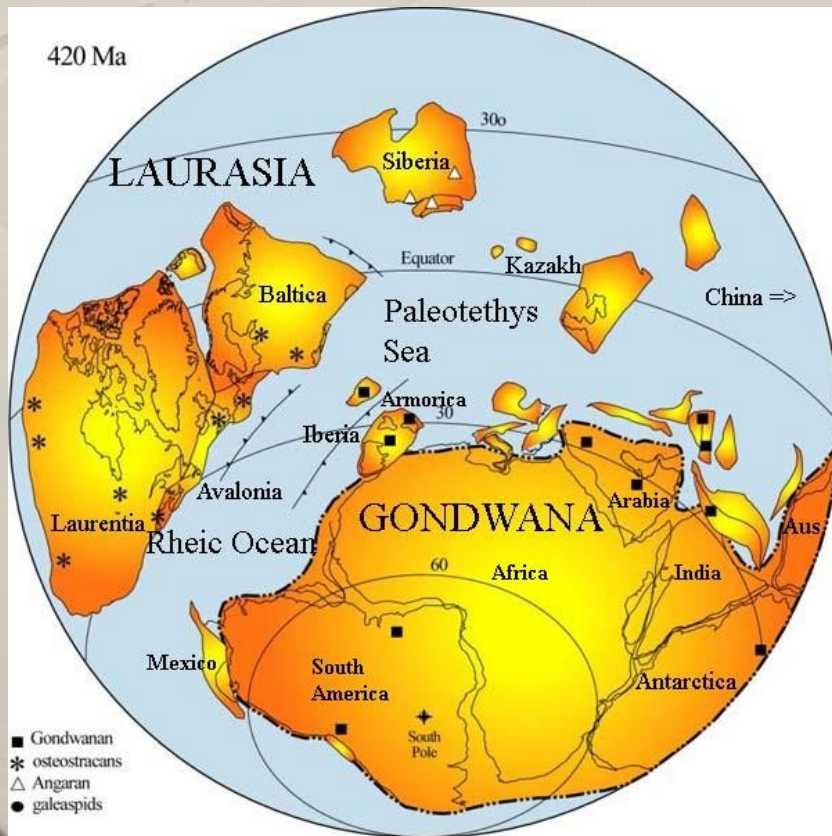 420 Ma
30o
Siberia
LAURASIA
Equator
Kazakh
Baltica
China =>
Paleotethys
Sea
Armorica
30
Iberia
Avalonia
Arabia
Laurentia
GONDWANA
Aus.
Rheic Ocean
60
Africa
India
Mexico
South
America
Antarctica
South
Pole
Gondwanan
osteostracans
Angaran
galeaspids